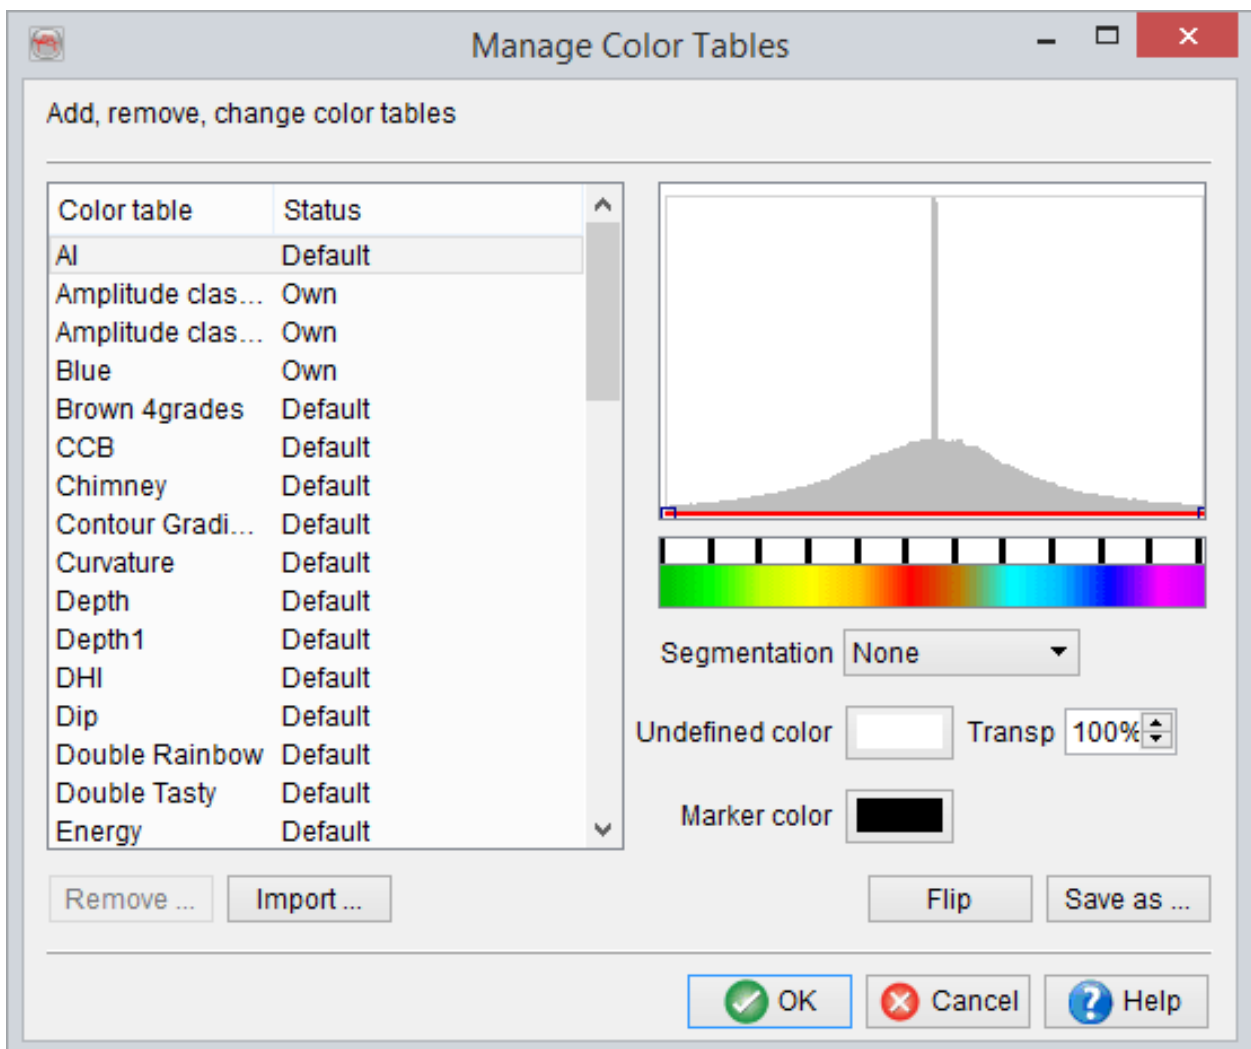 Manage Color Tables
Add, remove, change color tables
Color table Status
AI Default
Amplitude clas... Own
Amplitude clas... Own
Blue Own
Brown 4grades Default
CCB Default
Chimney Default
Contour Gradi... Default
Curvature Default
Depth Default
Depth1 Default
DHI Default
Dip Default
Double Rainbow Default
Double Tasty Default
Energy Default
Segmentation None
Undefined color Transp 100%
Marker color
Remove ... Import ... Flip Save as ...
OK Cancel Help